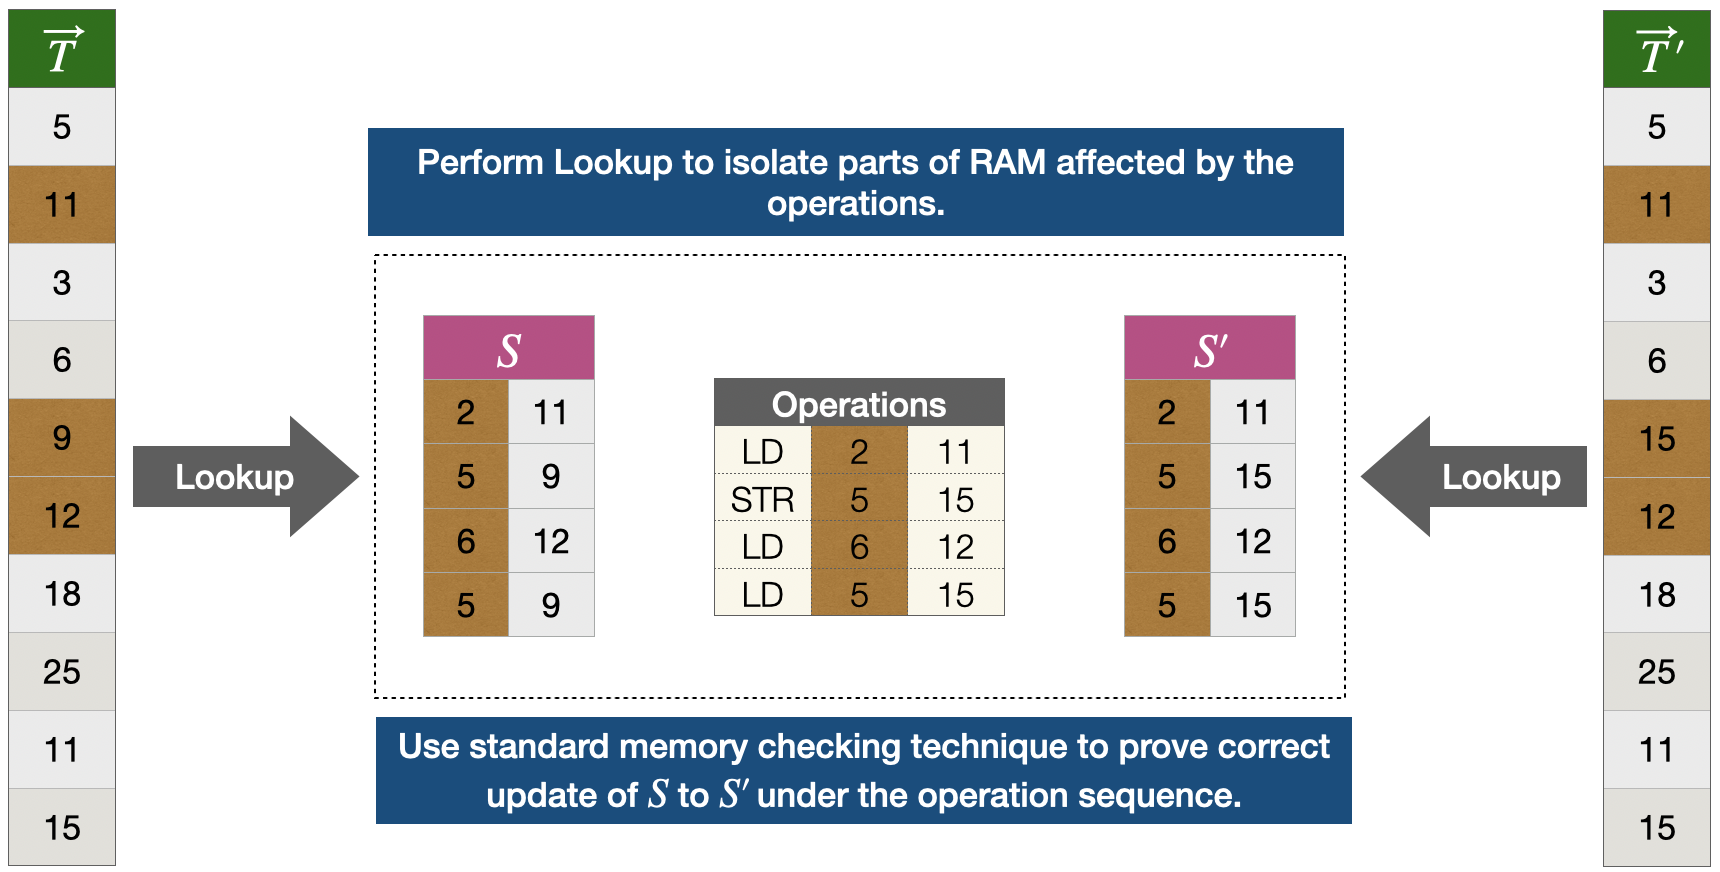 T⃗
5
11
3
6
9
12
18
25
11
15
Lookup
Perform Lookup to isolate parts of RAM affected by the
operations.
S
2 11
5 9
6 12
5 9
Operations
LD 2 11
STR 5 15
LD 6 12
LD 5 15
S′
2 11
5 15
6 12
5 15
Use standard memory checking technique to prove correct
update of S to S′ under the operation sequence.
Lookup
T⃗′
5
11
3
6
15
12
18
25
11
15